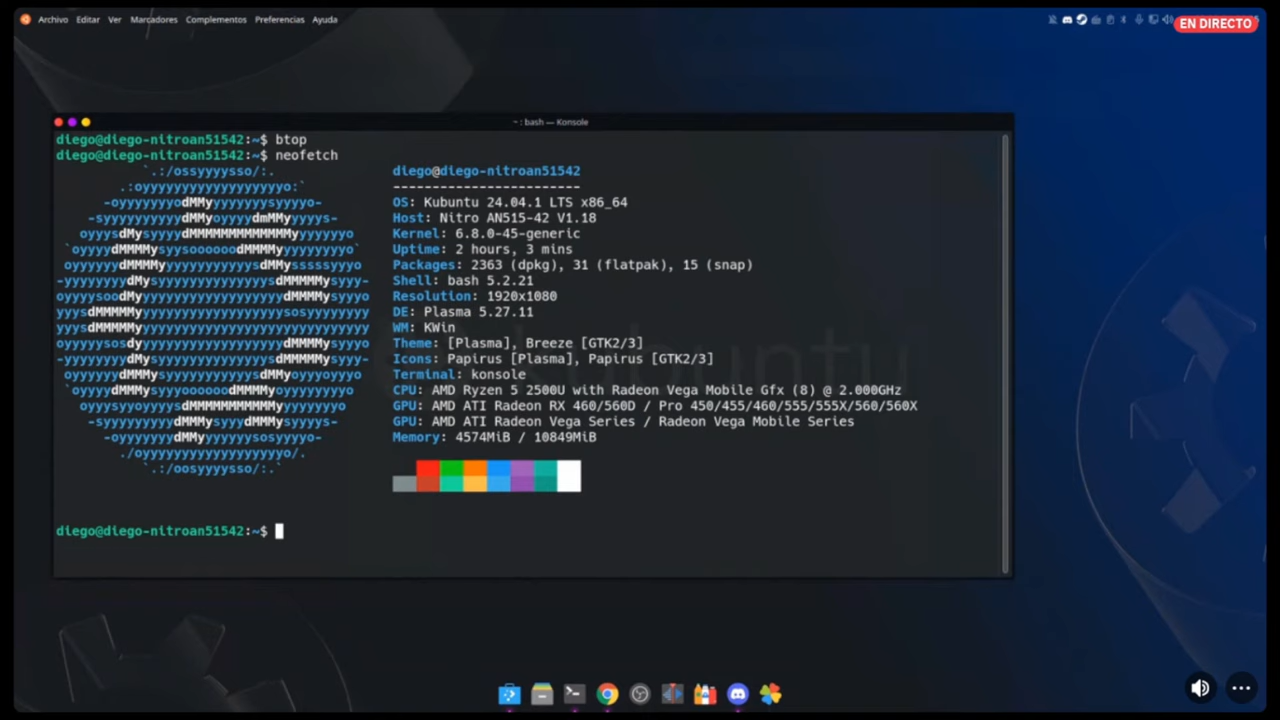 Archivo Editar Ver Marcadores Complementos Preferencias Ayuda
EN DIRECTO
~ : bash — Konsole
diego@diego-nitroan51542:~$ btop
diego@diego-nitroan51542:~$ neofetch
diego@diego-nitroan51542
------------------------
OS: Kubuntu 24.04.1 LTS x86_64
Host: Nitro AN515-42 V1.18
Kernel: 6.8.0-45-generic
Uptime: 2 hours, 3 mins
Packages: 2363 (dpkg), 31 (flatpak), 15 (snap)
Shell: bash 5.2.21
Resolution: 1920x1080
DE: Plasma 5.27.11
WM: KWin
Theme: [Plasma], Breeze [GTK2/3]
Icons: Papirus [Plasma], Papirus [GTK2/3]
Terminal: konsole
CPU: AMD Ryzen 5 2500U with Radeon Vega Mobile Gfx (8) @ 2.000GHz
GPU: AMD ATI Radeon RX 460/560D / Pro 450/455/460/555/555X/560/560X
GPU: AMD ATI Radeon Vega Series / Radeon Vega Mobile Series
Memory: 4574MiB / 10849MiB
diego@diego-nitroan51542:~$